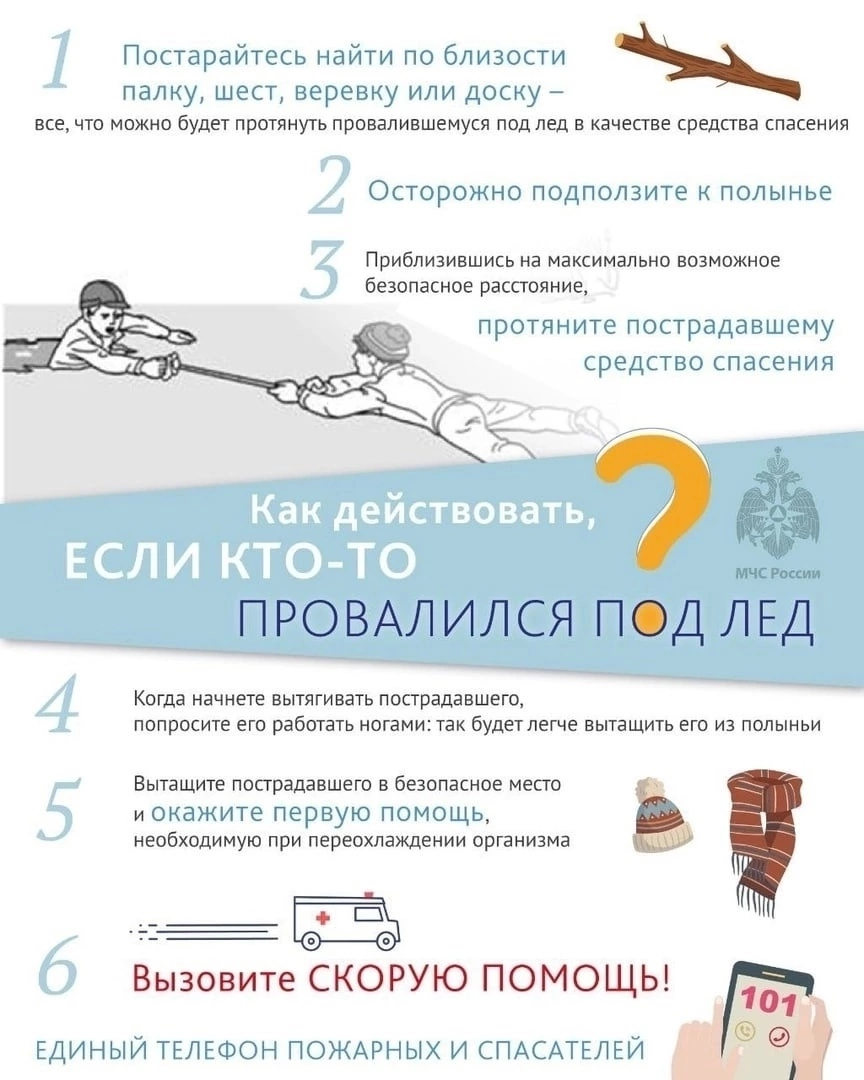 1
Постарайтесь найти по близости
палку, шест, веревку или доску –
все, что можно будет протянуть провалившемуся под лед в качестве средства спасения
2
Осторожно подползите к полынье
3
Приблизившись на максимально возможное
безопасное расстояние,
протяните пострадавшему
средство спасения
Как действовать,
ЕСЛИ КТО-ТО
ПРОВАЛИЛСЯ ПОД ЛЕД
?
МЧС России
4
Когда начнете вытягивать пострадавшего,
попросите его работать ногами: так будет легче вытащить его из полыньи
5
Вытащите пострадавшего в безопасное место
и окажите первую помощь,
необходимую при переохлаждении организма
6
Вызовите СКОРУЮ ПОМОЩЬ!
101
ЕДИНЫЙ ТЕЛЕФОН ПОЖАРНЫХ И СПАСАТЕЛЕЙ